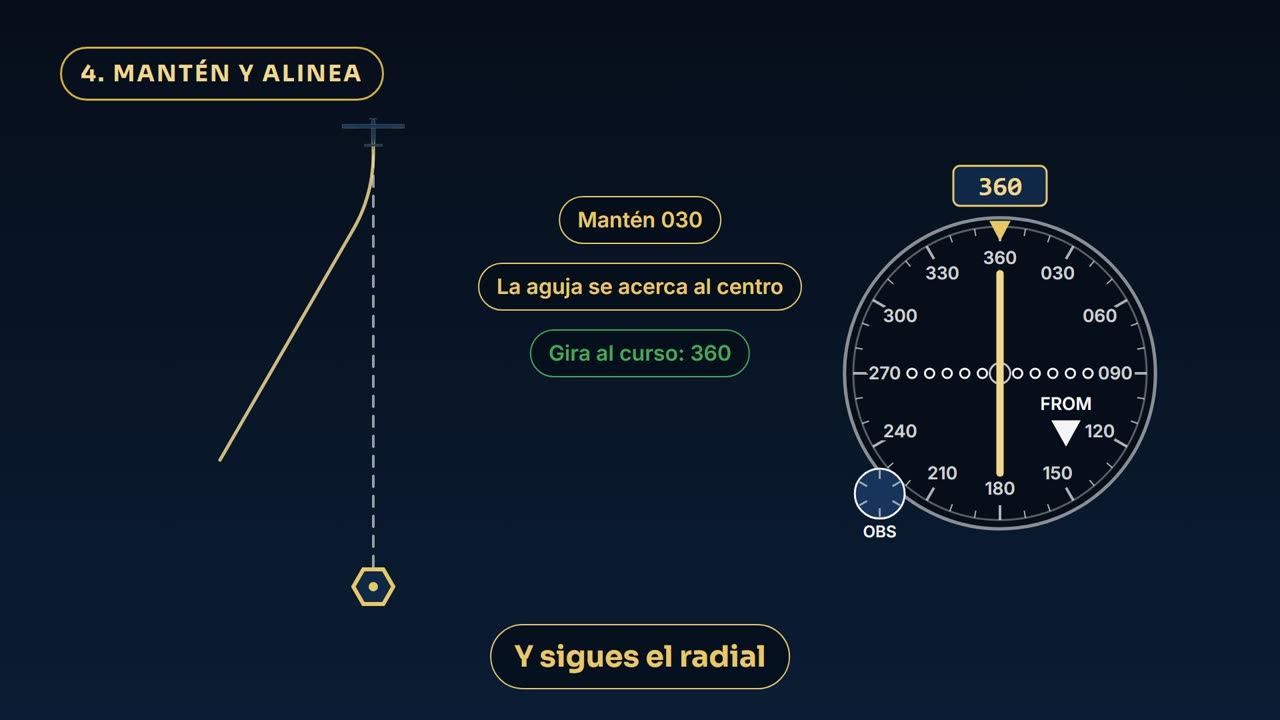 4. MANTÉN Y ALINEA
Mantén 030
La aguja se acerca al centro
Gira al curso: 360
360
360
330
030
300
060
270
090
FROM
240
120
210
150
180
OBS
Y sigues el radial